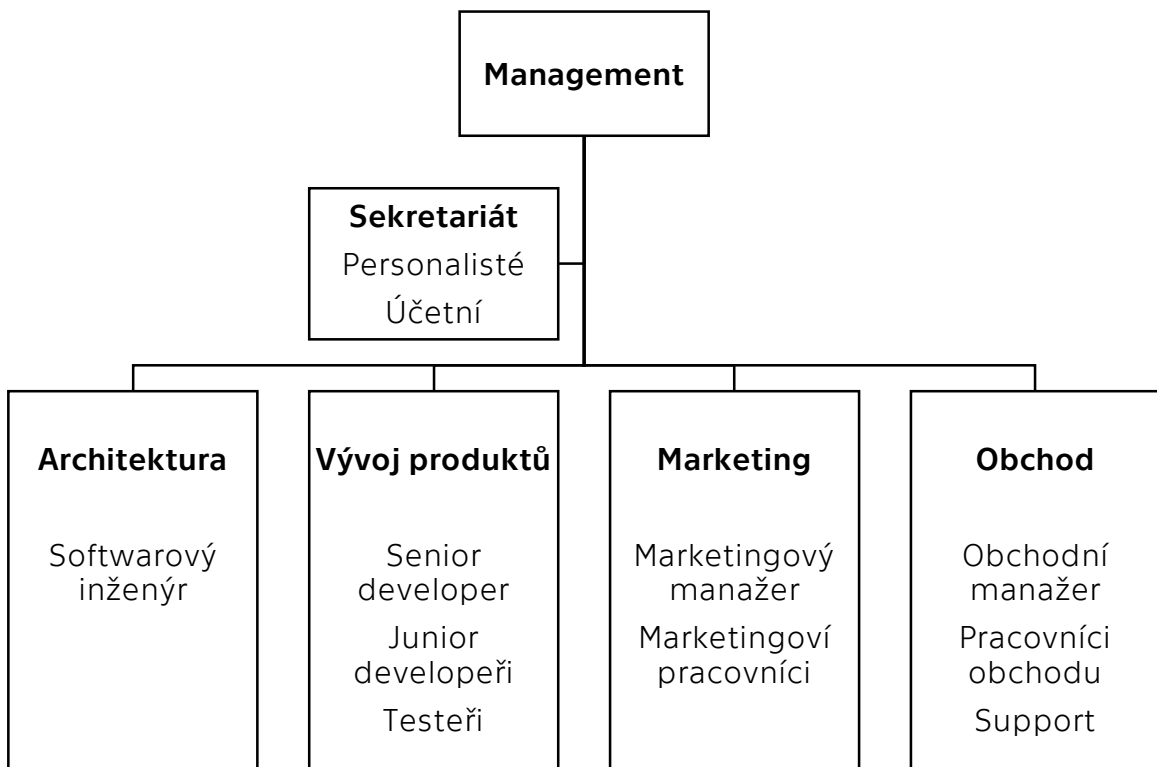 Management
Sekretariát
Personalisté
Účetní
Architektura
Softwarový
inženýr
Vývoj produktů
Senior
developer
Junior
developeři
Testeři
Marketing
Marketingový
manažer
Marketingoví
pracovníci
Obchod
Obchodní
manažer
Pracovníci
obchodu
Support